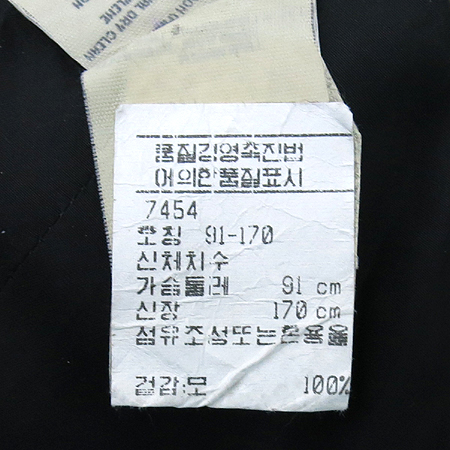 DRY CLEAN
품질경영촉진법
에의한품질표시
7454
호칭 91-170
신체치수
가슴둘레 91 cm
신장 170 cm
섬유조성또는혼용율
겉감:모 100%